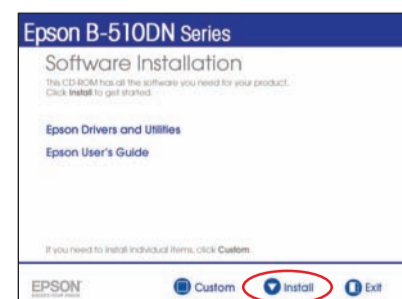 Epson B-510DN Series
Software Installation
This CD-ROM has all the software you need for your product.
Click Install to get started.
Epson Drivers and Utilities
Epson User's Guide
If you need to install individual items, click Custom.
EPSON
Custom
Install
Exit